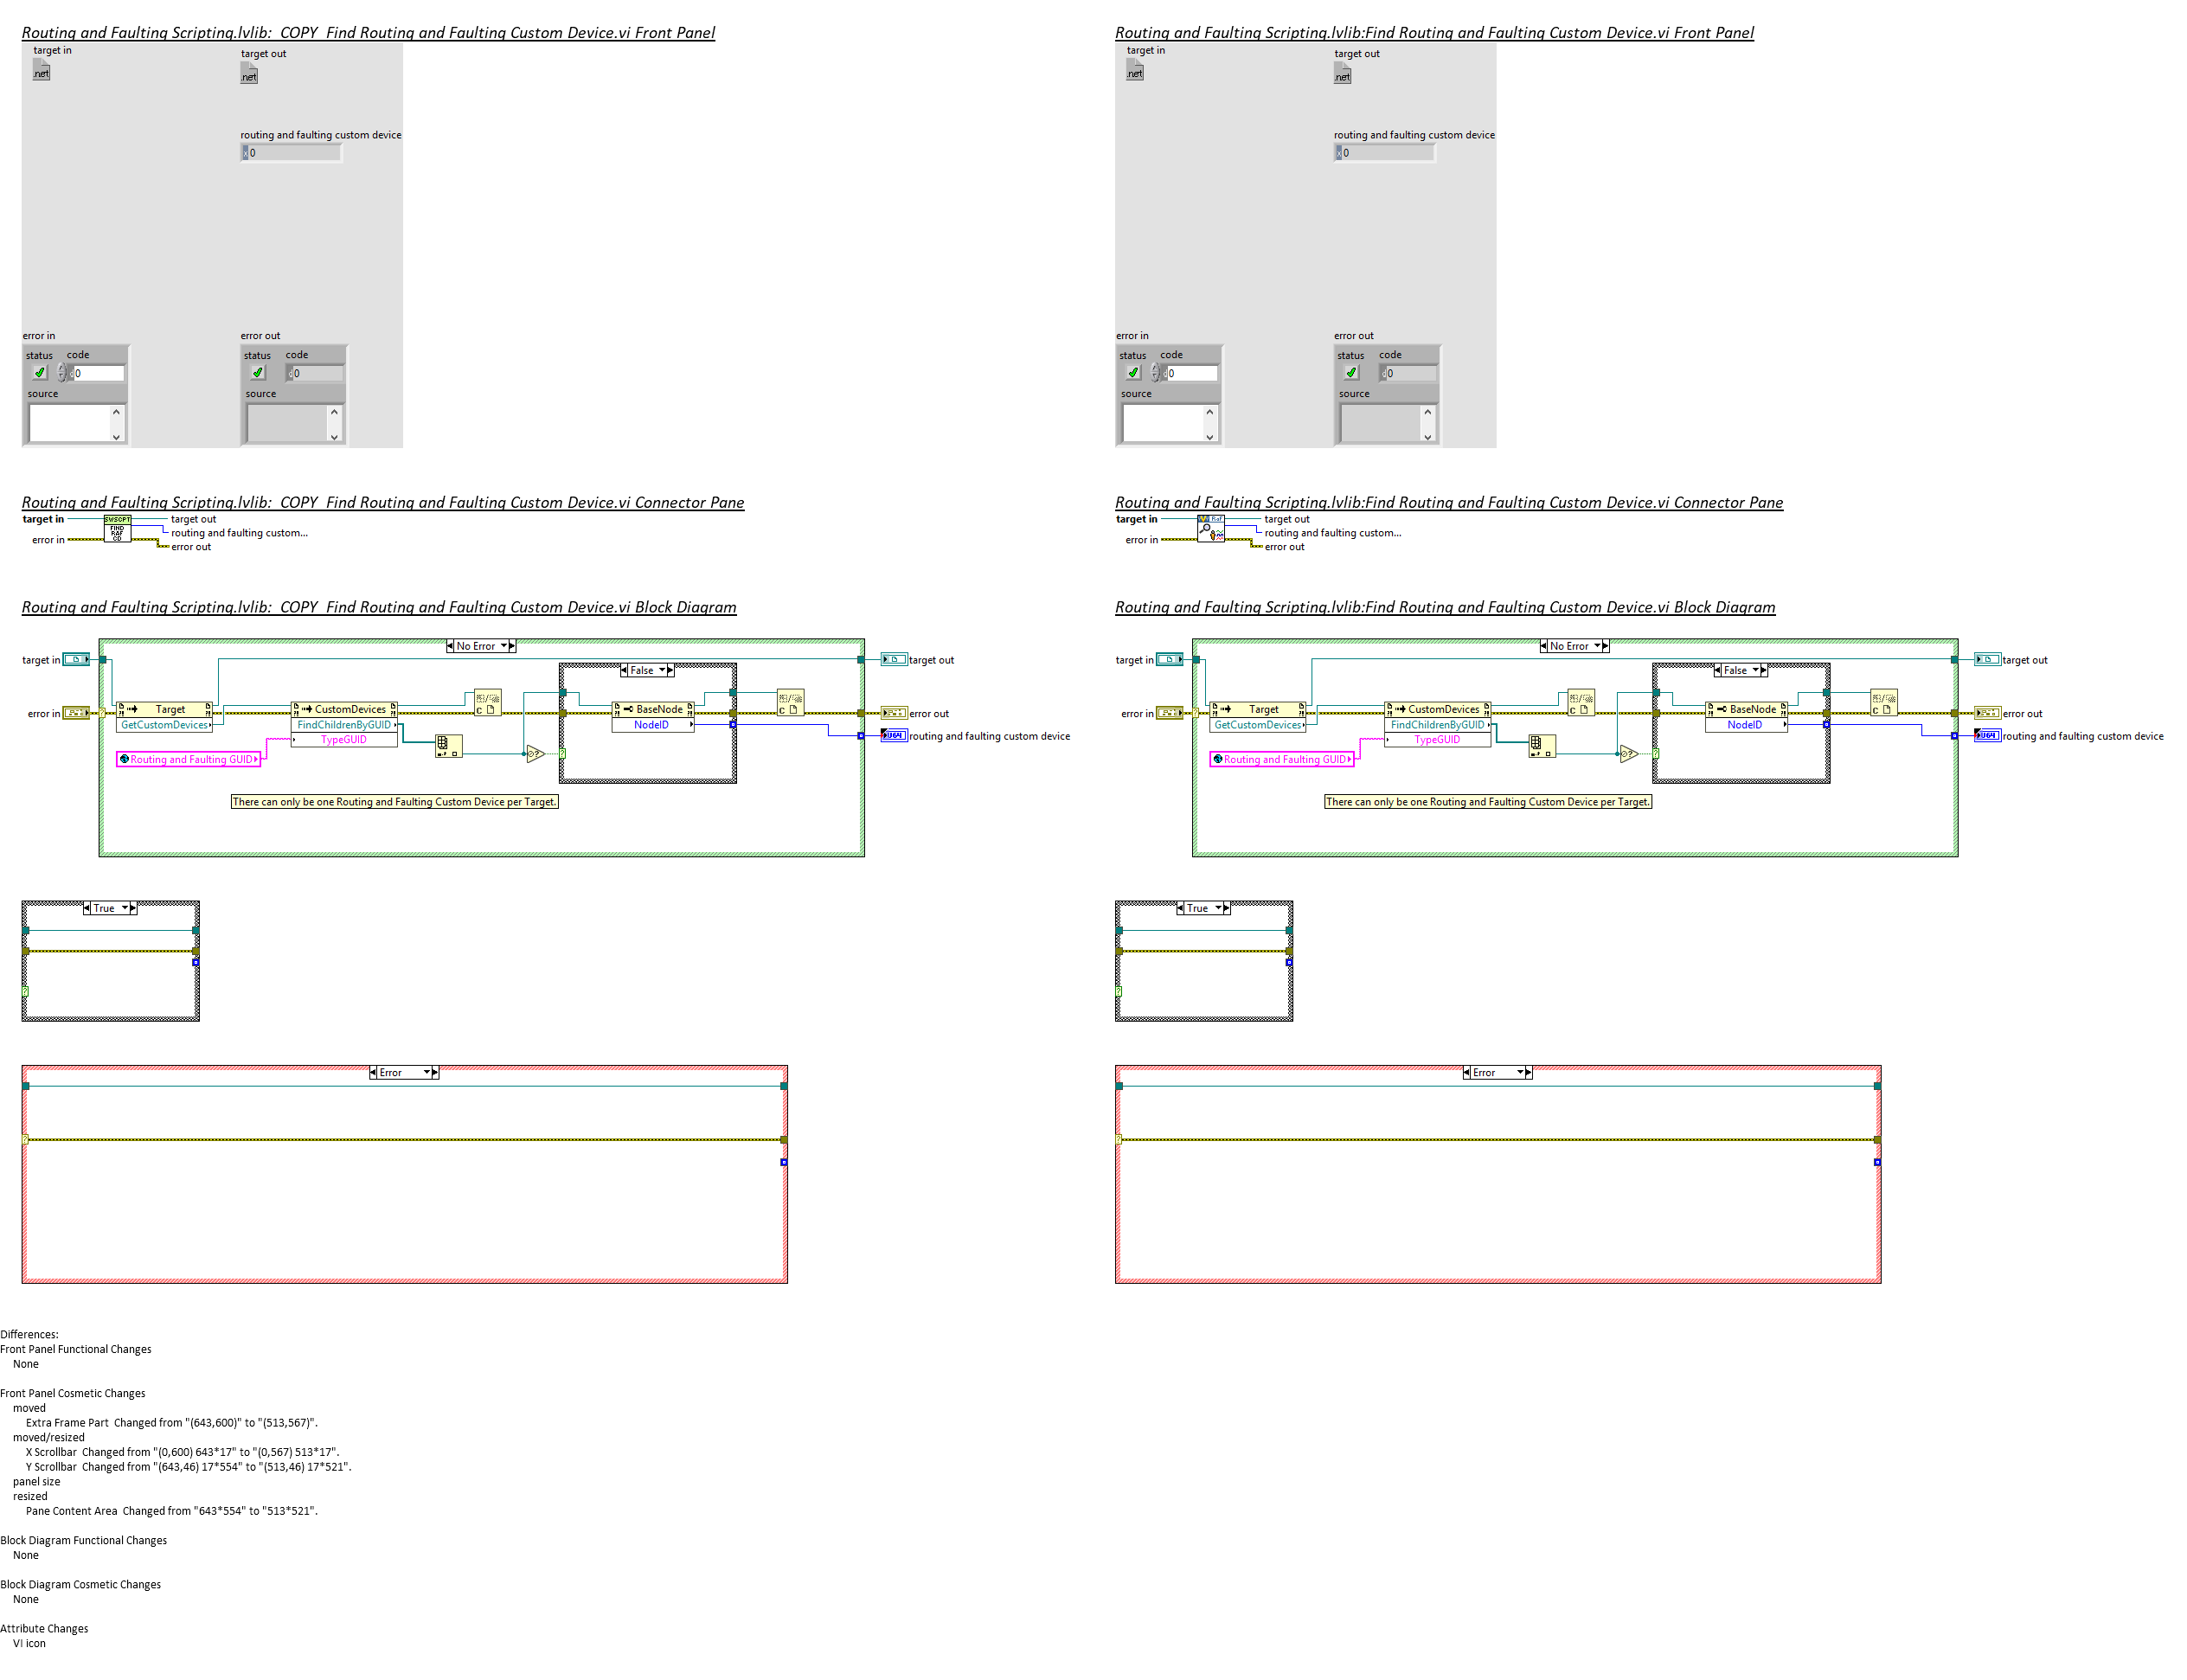 Routing and Faulting Scripting.lvlib:  COPY  Find Routing and Faulting Custom Device.vi Front Panel
target in
target out
.net
.net
routing and faulting custom device
x 0
error in
error out
status code
status code
d 0
d 0
source
source
Routing and Faulting Scripting.lvlib:Find Routing and Faulting Custom Device.vi Front Panel
target in
target out
.net
.net
routing and faulting custom device
x 0
error in
error out
status code
status code
d 0
d 0
source
source
Routing and Faulting Scripting.lvlib:  COPY  Find Routing and Faulting Custom Device.vi Connector Pane
target in
SWSCPT
FIND
R&F
CD
target out
routing and faulting custom...
error in
error out
Routing and Faulting Scripting.lvlib:Find Routing and Faulting Custom Device.vi Connector Pane
target in
target out
routing and faulting custom...
error in
error out
Routing and Faulting Scripting.lvlib:  COPY  Find Routing and Faulting Custom Device.vi Block Diagram
No Error
target in
target out
False
error in
Target
CustomDevices
BaseNode
error out
GetCustomDevices
FindChildrenByGUID
NodeID
TypeGUID
U64
routing and faulting custom device
Routing and Faulting GUID
There can only be one Routing and Faulting Custom Device per Target.
True
Error
Routing and Faulting Scripting.lvlib:Find Routing and Faulting Custom Device.vi Block Diagram
No Error
target in
target out
False
error in
Target
CustomDevices
BaseNode
error out
GetCustomDevices
FindChildrenByGUID
NodeID
TypeGUID
U64
routing and faulting custom device
Routing and Faulting GUID
There can only be one Routing and Faulting Custom Device per Target.
True
Error
Differences:
Front Panel Functional Changes
None
Front Panel Cosmetic Changes
moved
Extra Frame Part  Changed from "(643,600)" to "(513,567)".
moved/resized
X Scrollbar  Changed from "(0,600) 643*17" to "(0,567) 513*17".
Y Scrollbar  Changed from "(643,46) 17*554" to "(513,46) 17*521".
panel size
resized
Pane Content Area  Changed from "643*554" to "513*521".
Block Diagram Functional Changes
None
Block Diagram Cosmetic Changes
None
Attribute Changes
VI icon